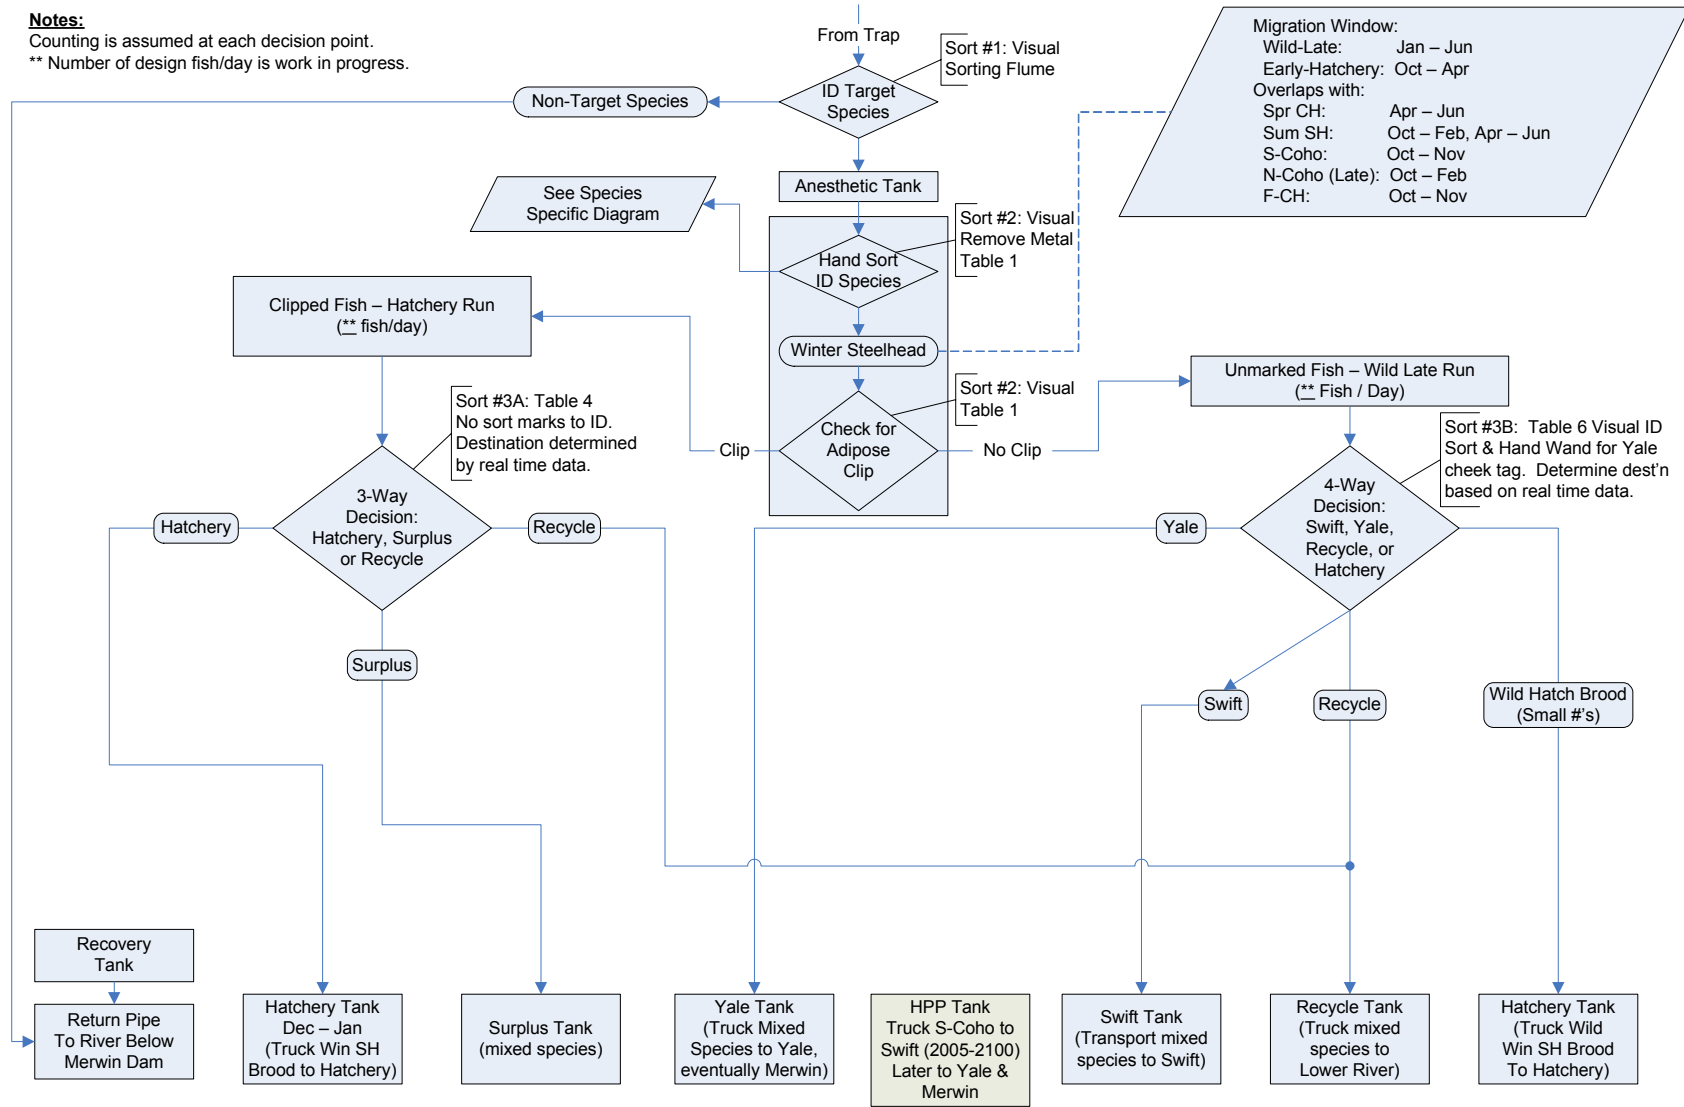 Notes:
Counting is assumed at each decision point.
** Number of design fish/day is work in progress.
From Trap
Sort #1: Visual
Sorting Flume
ID Target
Species
Non-Target Species
Migration Window:
Wild-Late: Jan – Jun
Early-Hatchery: Oct – Apr
Overlaps with:
Spr CH: Apr – Jun
Sum SH: Oct – Feb, Apr – Jun
S-Coho: Oct – Nov
N-Coho (Late): Oct – Feb
F-CH: Oct – Nov
Anesthetic Tank
See Species
Specific Diagram
Sort #2: Visual
Remove Metal
Table 1
Hand Sort
ID Species
Clipped Fish – Hatchery Run
(** fish/day)
Winter Steelhead
Unmarked Fish – Wild Late Run
(** Fish / Day)
Sort #2: Visual
Table 1
Check for
Adipose
Clip
Clip
No Clip
Sort #3A: Table 4
No sort marks to ID.
Destination determined
by real time data.
Sort #3B: Table 6 Visual ID
Sort & Hand Wand for Yale
cheek tag. Determine dest'n
based on real time data.
3-Way
Decision:
Hatchery, Surplus
or Recycle
Hatchery
Recycle
Surplus
4-Way
Decision:
Swift, Yale,
Recycle, or
Hatchery
Yale
Swift
Recycle
Wild Hatch Brood
(Small #'s)
Recovery
Tank
Return Pipe
To River Below
Merwin Dam
Hatchery Tank
Dec – Jan
(Truck Win SH
Brood to Hatchery)
Surplus Tank
(mixed species)
Yale Tank
(Truck Mixed
Species to Yale,
eventually Merwin)
HPP Tank
Truck S-Coho to
Swift (2005-2100)
Later to Yale &
Merwin
Swift Tank
(Transport mixed
species to Swift)
Recycle Tank
(Truck mixed
species to
Lower River)
Hatchery Tank
(Truck Wild
Win SH Brood
To Hatchery)